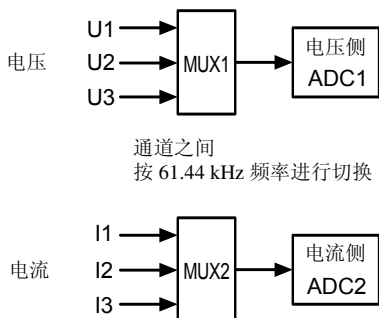 U1
电压 U2 MUX1 电压侧
ADC1
U3
通道之间
按 61.44 kHz 频率进行切换
I1
电流 I2 MUX2 电流侧
ADC2
I3